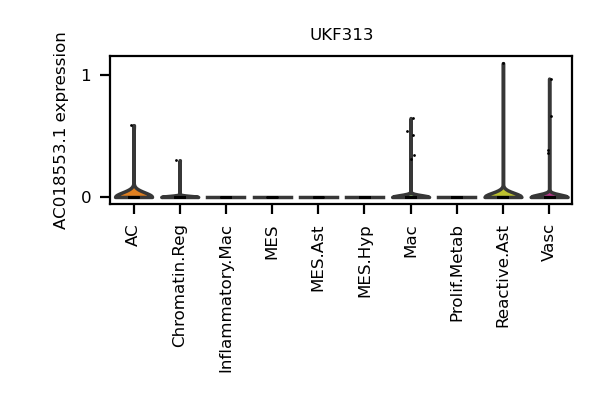 UKF313
AC018553.1 expression
1
0
AC
Chromatin.Reg
Inflammatory.Mac
MES
MES.Ast
MES.Hyp
Mac
Prolif.Metab
Reactive.Ast
Vasc